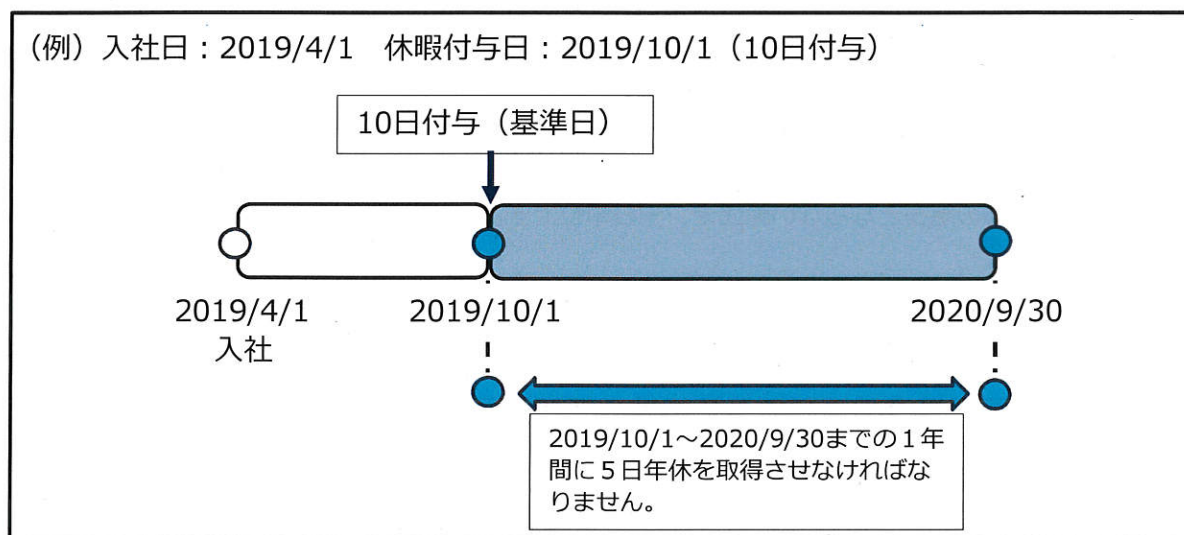 （例）入社日：2019/4/1　休暇付与日：2019/10/1（10日付与）
10日付与（基準日）
2019/4/1
入社
2019/10/1
2020/9/30
2019/10/1～2020/9/30までの１年
間に５日年休を取得させなければな
りません。